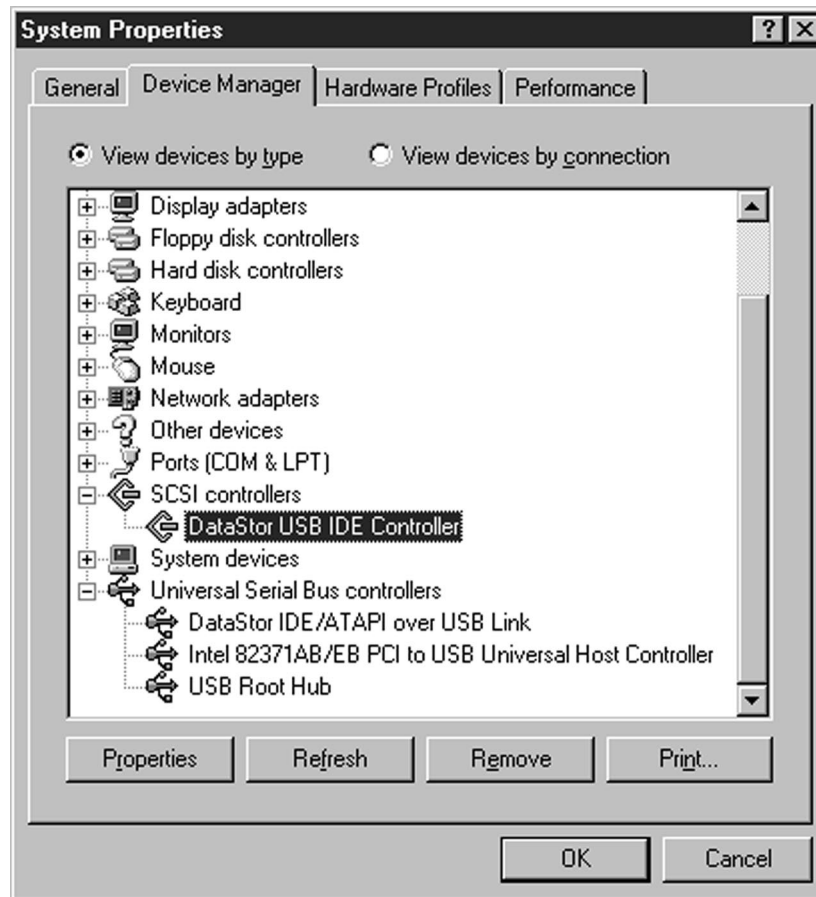 System Properties
General Device Manager Hardware Profiles Performance
View devices by type View devices by connection
Display adapters
Floppy disk controllers
Hard disk controllers
Keyboard
Monitors
Mouse
Network adapters
Other devices
Ports (COM & LPT)
SCSI controllers
DataStor USB IDE Controller
System devices
Universal Serial Bus controllers
DataStor IDE/ATAPI over USB Link
Intel 82371AB/EB PCI to USB Universal Host Controller
USB Root Hub
Properties Refresh Remove Print...
OK Cancel